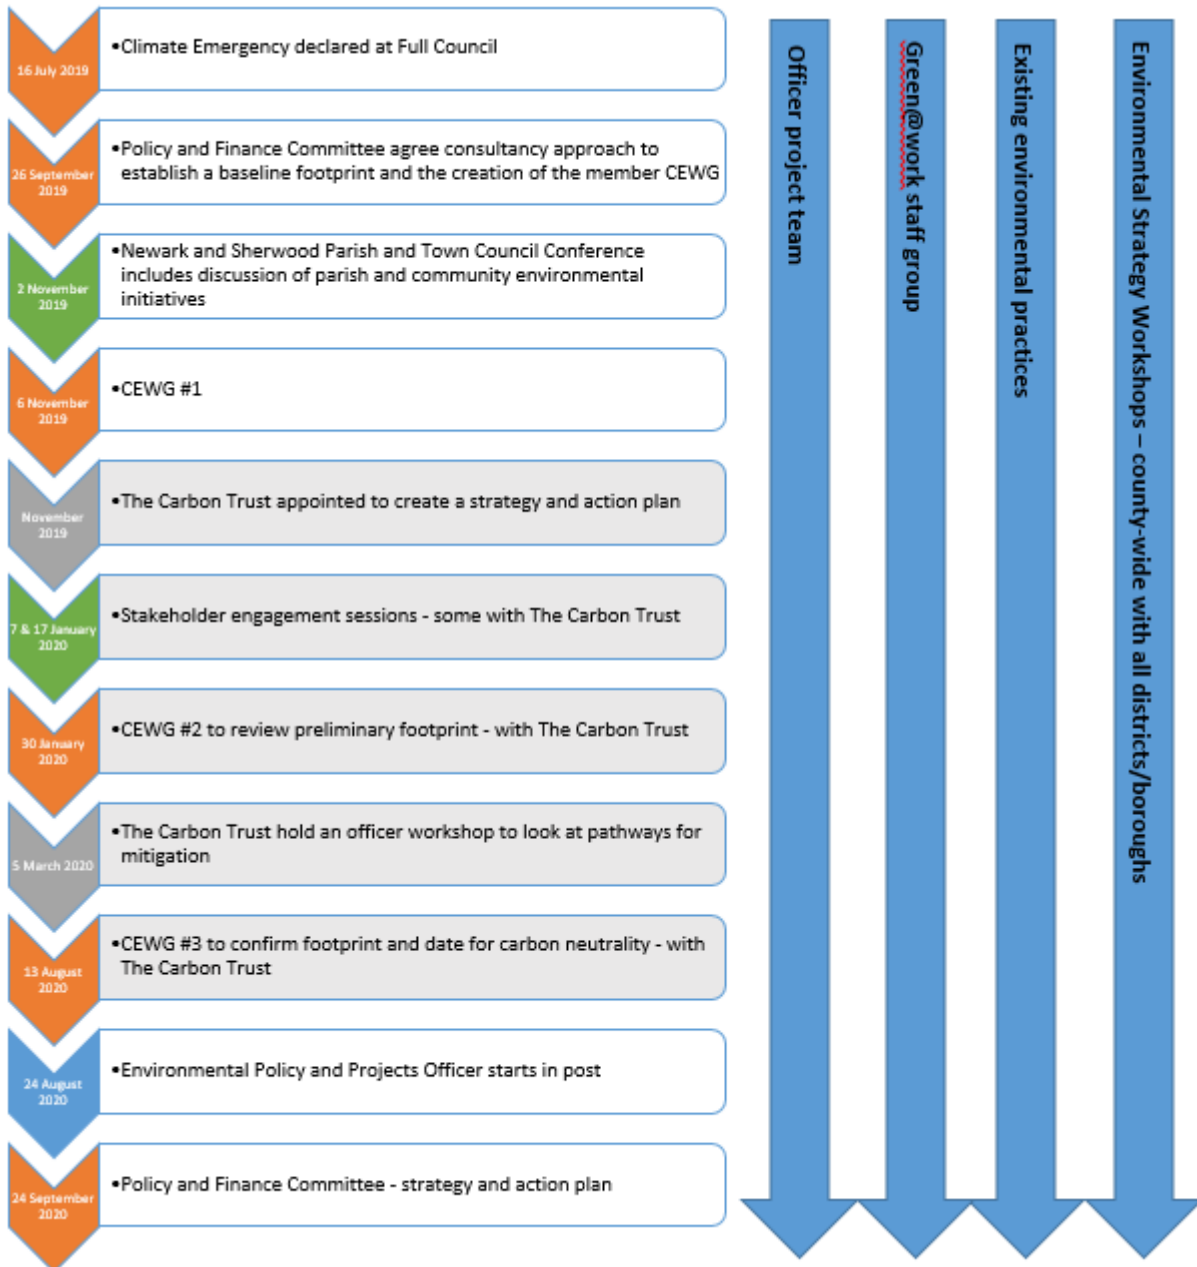 16 July 2019
•Climate Emergency declared at Full Council
26 September
2019
•Policy and Finance Committee agree consultancy approach to
establish a baseline footprint and the creation of the member CEWG
2 November
2019
•Newark and Sherwood Parish and Town Council Conference
includes discussion of parish and community environmental
initiatives
6 November
2019
•CEWG #1
November
2019
•The Carbon Trust appointed to create a strategy and action plan
7 & 17 January
2020
•Stakeholder engagement sessions - some with The Carbon Trust
30 January
2020
•CEWG #2 to review preliminary footprint - with The Carbon Trust
5 March 2020
•The Carbon Trust hold an officer workshop to look at pathways for
mitigation
13 August
2020
•CEWG #3 to confirm footprint and date for carbon neutrality - with
The Carbon Trust
24 August
2020
•Environmental Policy and Projects Officer starts in post
24 September
2020
•Policy and Finance Committee - strategy and action plan
Officer project team
Green@work staff group
Existing environmental practices
Environmental Strategy Workshops – county-wide with all districts/boroughs